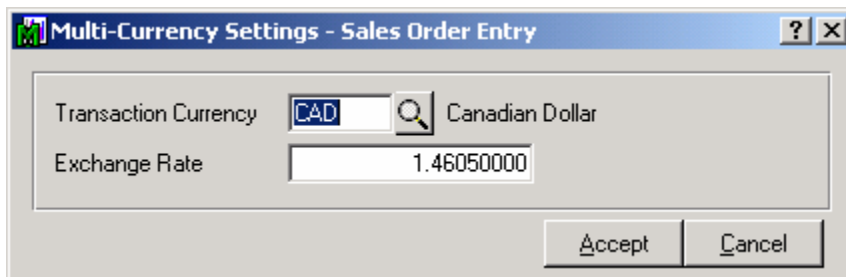 Multi-Currency Settings - Sales Order Entry
Transaction Currency CAD Canadian Dollar
Exchange Rate 1.46050000
Accept Cancel